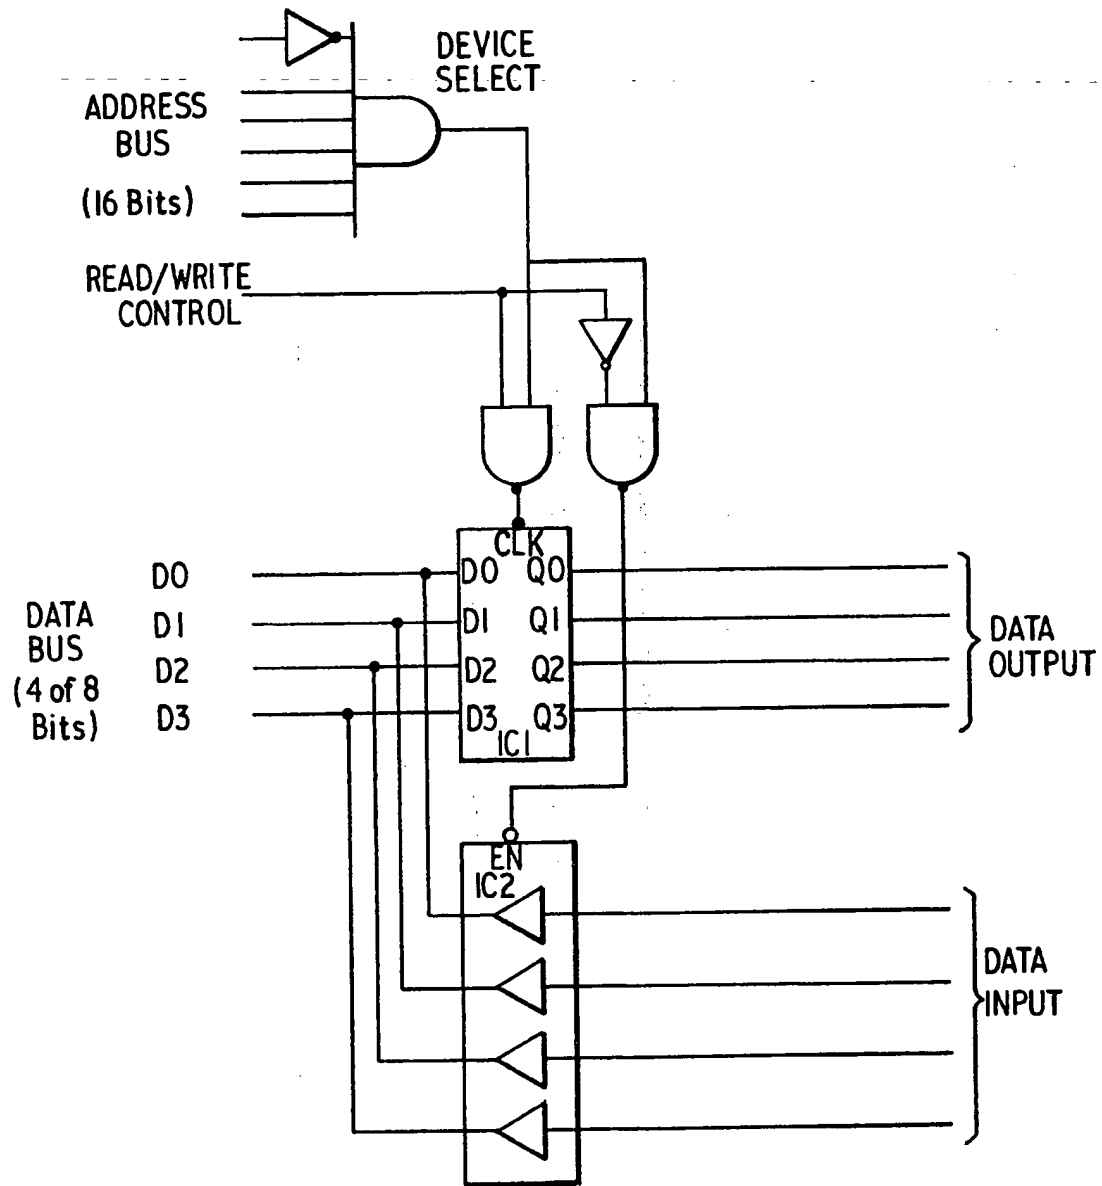 DEVICE
SELECT
ADDRESS
BUS
(16 Bits)
READ/WRITE
CONTROL
CLK
D0
D0
Q0
DATA
BUS
(4 of 8
Bits)
D1
D1
Q1
D2
D2
Q2
D3
D3
Q3
IC1
DATA
OUTPUT
EN
IC2
DATA
INPUT